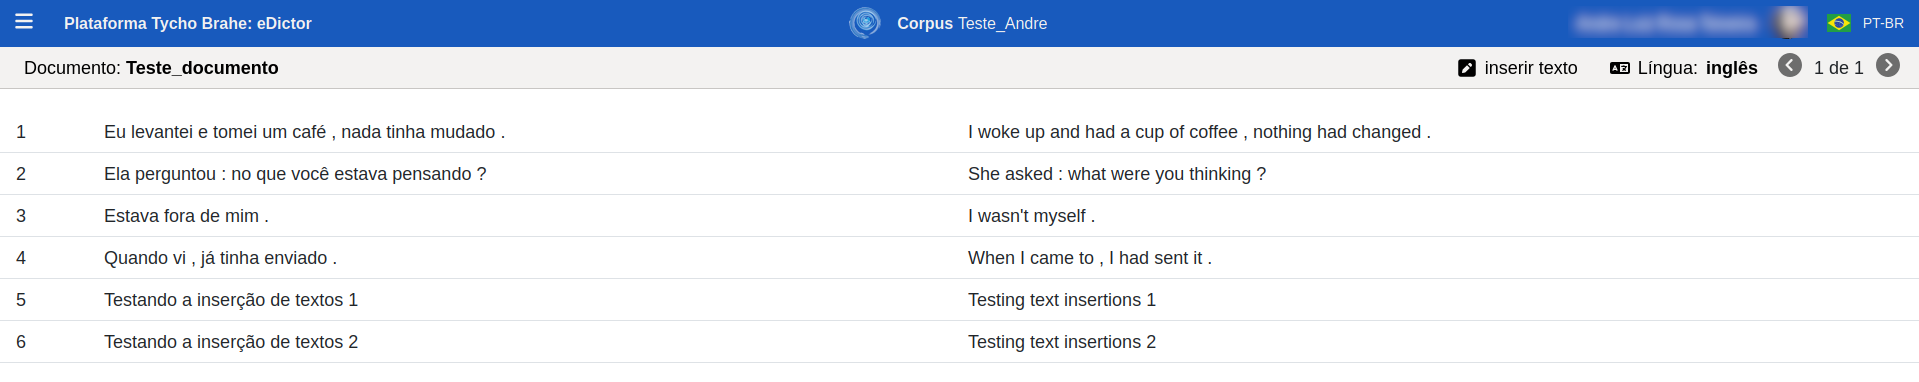 Plataforma Tycho Brahe: eDictor Corpus Teste_Andre PT-BR
Documento: Teste_documento inserir texto Língua: inglês 1 de 1
1 Eu levantei e tomei um café , nada tinha mudado . I woke up and had a cup of coffee , nothing had changed .
2 Ela perguntou : no que você estava pensando ? She asked : what were you thinking ?
3 Estava fora de mim . I wasn't myself .
4 Quando vi , já tinha enviado . When I came to , I had sent it .
5 Testando a inserção de textos 1 Testing text insertions 1
6 Testando a inserção de textos 2 Testing text insertions 2